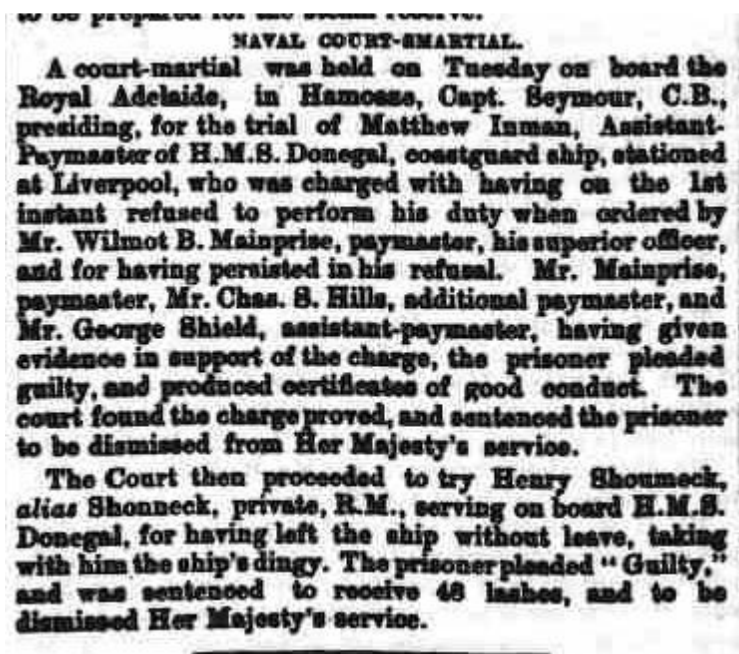 to be prepared for the steam reserve.
NAVAL COURT-SMARTIAL.
A court-martial was held on Tuesday on board the
Royal Adelaide, in Hamoaze, Capt. Seymour, C.B.,
presiding, for the trial of Matthew Inman, Assistant-
Paymaster of H.M.S. Donegal, coastguard ship, stationed
at Liverpool, who was charged with having on the 1st
instant refused to perform his duty when ordered by
Mr. Wilmot B. Mainprise, paymaster, his superior officer,
and for having persisted in his refusal. Mr. Mainprise,
paymaster, Mr. Chas. S. Hills, additional paymaster, and
Mr. George Shield, assistant-paymaster, having given
evidence in support of the charge, the prisoner pleaded
guilty, and produced certificates of good conduct. The
court found the charge proved, and sentenced the prisoner
to be dismissed from Her Majesty's service.
The Court then proceeded to try Henry Shoumeck,
alias Shonneck, private, R.M., serving on board H.M.S.
Donegal, for having left the ship without leave, taking
with him the ship's dingy. The prisoner pleaded "Guilty,"
and was sentenced to receive 48 lashes, and to be
dismissed Her Majesty's service.